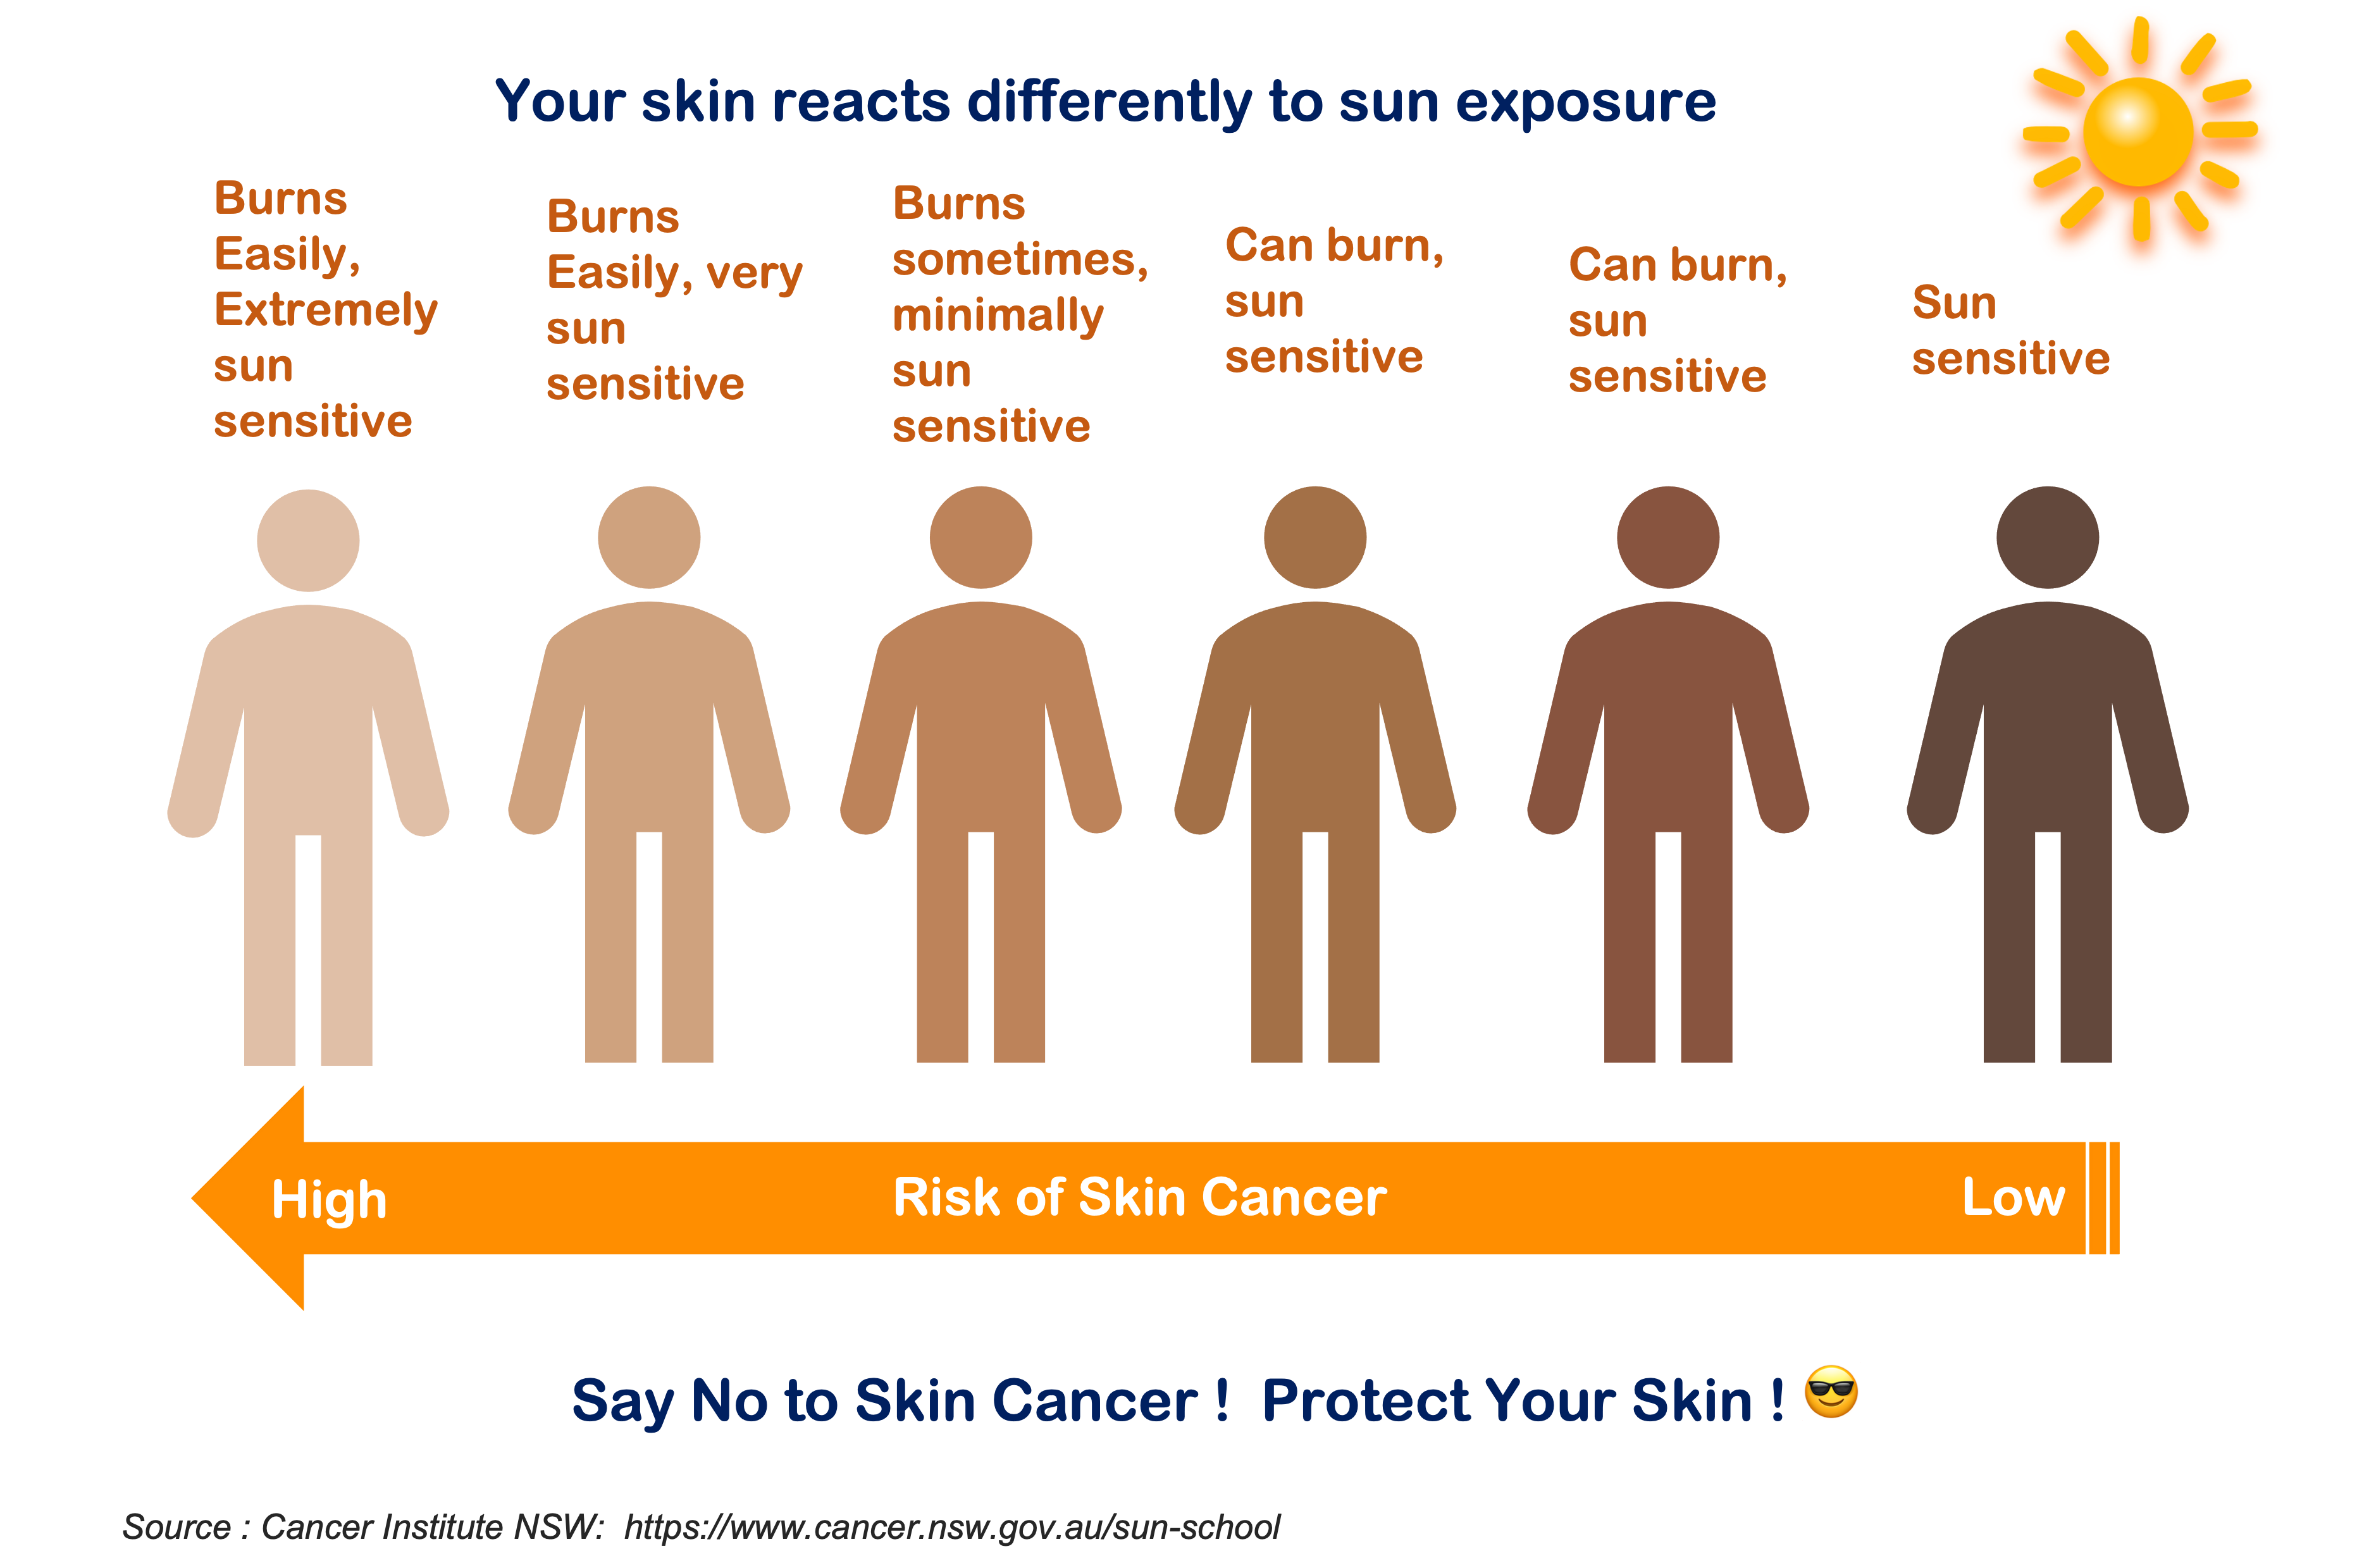 Your skin reacts differently to sun exposure
Burns
Easily,
Extremely
sun
sensitive
Burns
Easily, very
sun
sensitive
Burns
sometimes,
minimally
sun
sensitive
Can burn,
sun
sensitive
Can burn,
sun
sensitive
Sun
sensitive
High
Risk of Skin Cancer
Low
Say No to Skin Cancer ! Protect Your Skin ! 😎
Source : Cancer Institute NSW: https://www.cancer.nsw.gov.au/sun-school